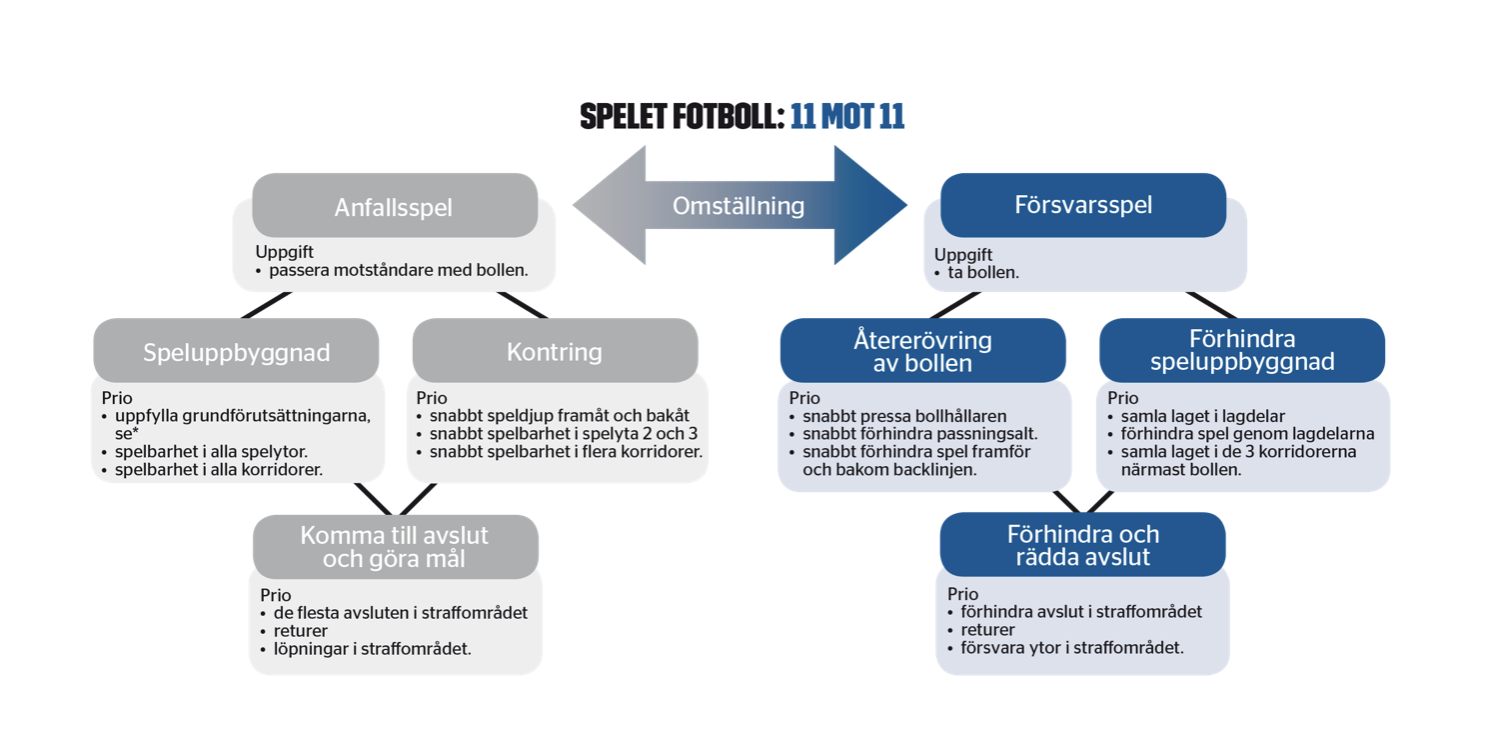 SPELET FOTBOLL: 11 MOT 11
Omställning
Anfallsspel
Uppgift
• passera motståndare med bollen.
Speluppbyggnad
Prio
• uppfylla grundförutsättningarna,
se*
• spelbarhet i alla spelytor.
• spelbarhet i alla korridorer.
Kontring
Prio
• snabbt speldjup framåt och bakåt
• snabbt spelbarhet i spelyta 2 och 3
• snabbt spelbarhet i flera korridorer.
Komma till avslut
och göra mål
Prio
• de flesta avsluten i straffområdet
• returer
• löpningar i straffområdet.
Försvarsspel
Uppgift
• ta bollen.
Återerövring
av bollen
Prio
• snabbt pressa bollhållaren
• snabbt förhindra passningsalt.
• snabbt förhindra spel framför
och bakom backlinjen.
Förhindra
speluppbyggnad
Prio
• samla laget i lagdelar
• förhindra spel genom lagdelarna
• samla laget i de 3 korridorerna
närmast bollen.
Förhindra och
rädda avslut
Prio
• förhindra avslut i straffområdet
• returer
• försvara ytor i straffområdet.